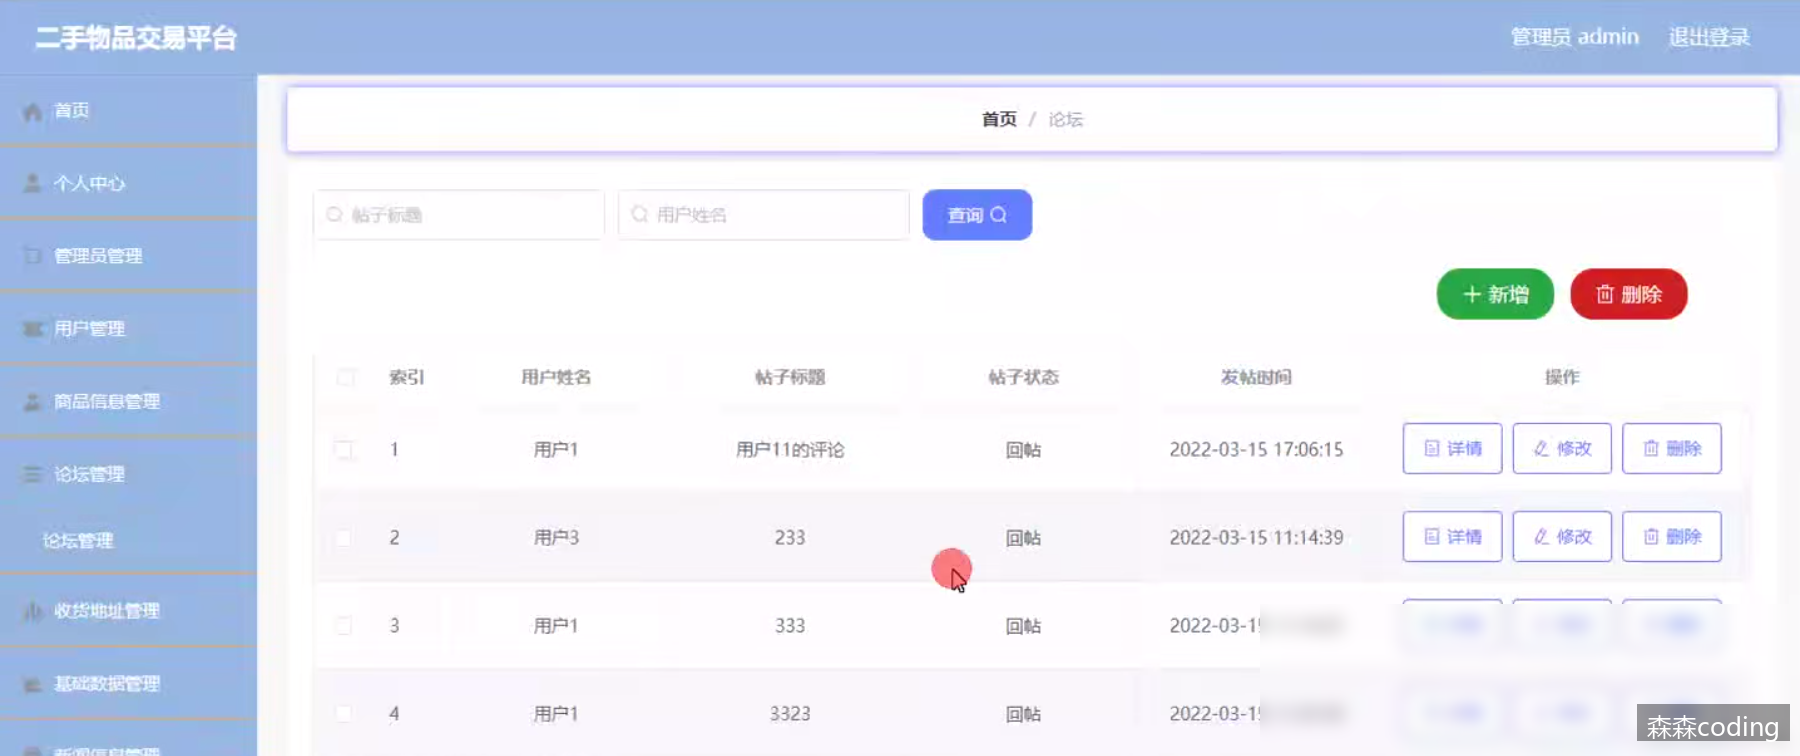 二手物品交易平台
管理员 admin
退出登录
首页
个人中心
管理员管理
用户管理
商品信息管理
论坛管理
论坛管理
收货地址管理
基础数据管理
新闻信息管理
首页 / 论坛
帖子标题
用户姓名
查询
新增
删除
索引 用户姓名 帖子标题 帖子状态 发帖时间 操作
1 用户1 用户11的评论 回帖 2022-03-15 17:06:15 详情 修改 删除
2 用户3 233 回帖 2022-03-15 11:14:39 详情 修改 删除
3 用户1 333 回帖 2022-03-15
4 用户1 3323 回帖 2022-03-15
森森coding